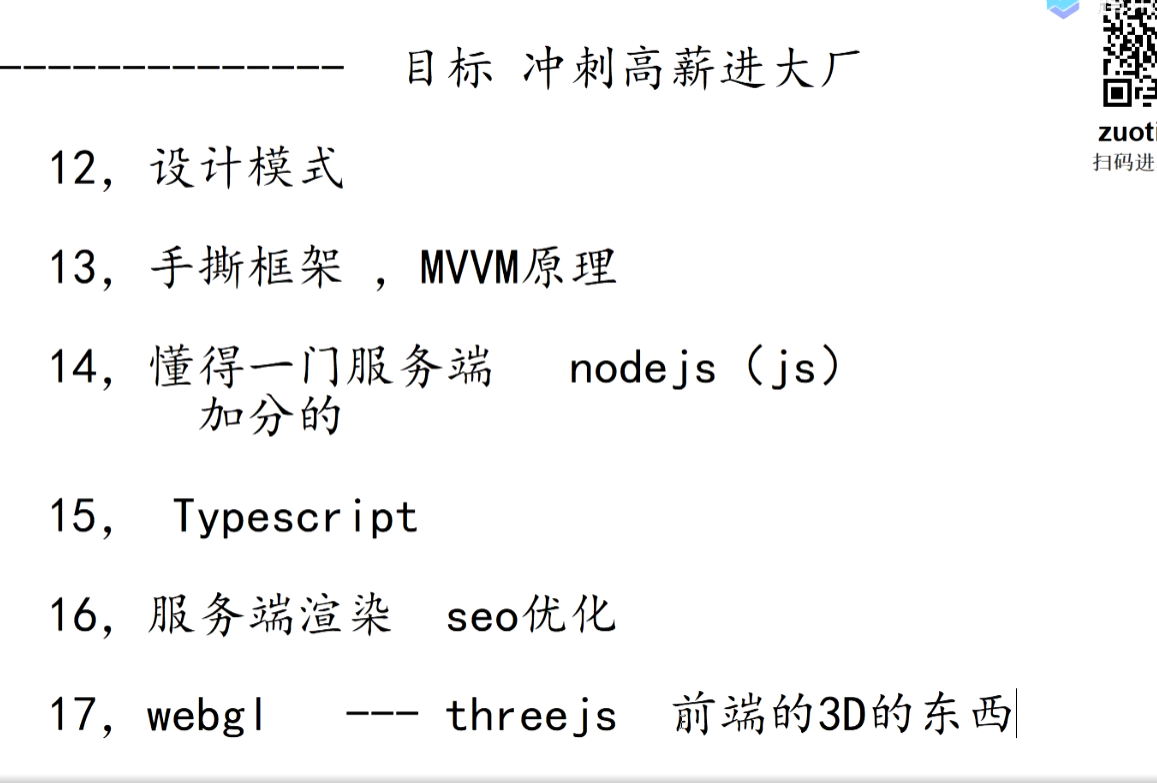 -------------- 目标 冲刺高薪进大厂
zuoti
扫码进
12, 设计模式
13, 手撕框架 , MVVM原理
14, 懂得一门服务端 nodejs（js）
加分的
15, Typescript
16, 服务端渲染 seo优化
17, webgl --- threejs 前端的3D的东西